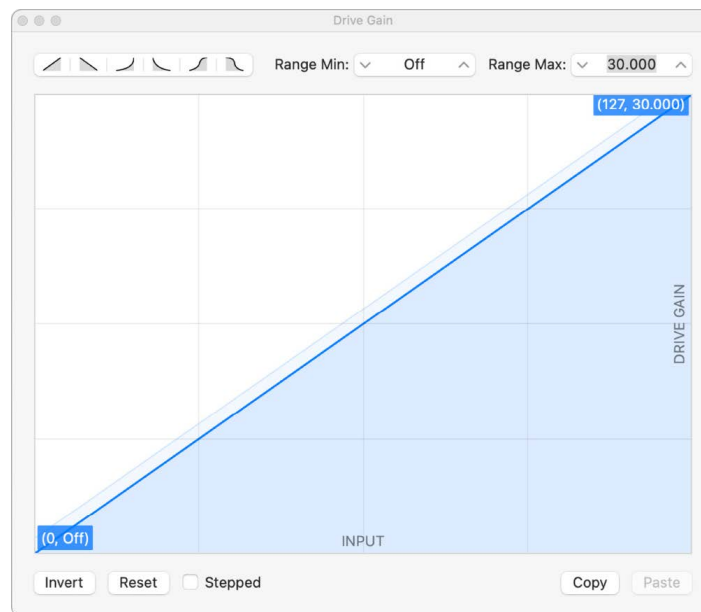 Drive Gain
Range Min: Off Range Max: 30.000
(127, 30.000)
DRIVE GAIN
(0, Off)
INPUT
Invert Reset Stepped Copy Paste